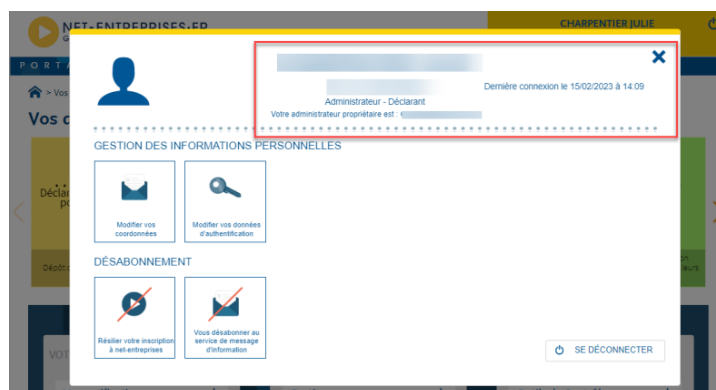 NET-ENTREPRISES.FR
CHARPENTIER JULIE
PORT
> Vos
Vos
Dernière connexion le 15/02/2023 à 14:09
Administrateur - Déclarant
Votre administrateur propriétaire est :
GESTION DES INFORMATIONS PERSONNELLES
Modifier vos
coordonnées
Modifier vos données
d'authentification
DÉSABONNEMENT
Résilier votre inscription
à net-entreprises
Vous désabonner au
service de message
d'information
SE DÉCONNECTER